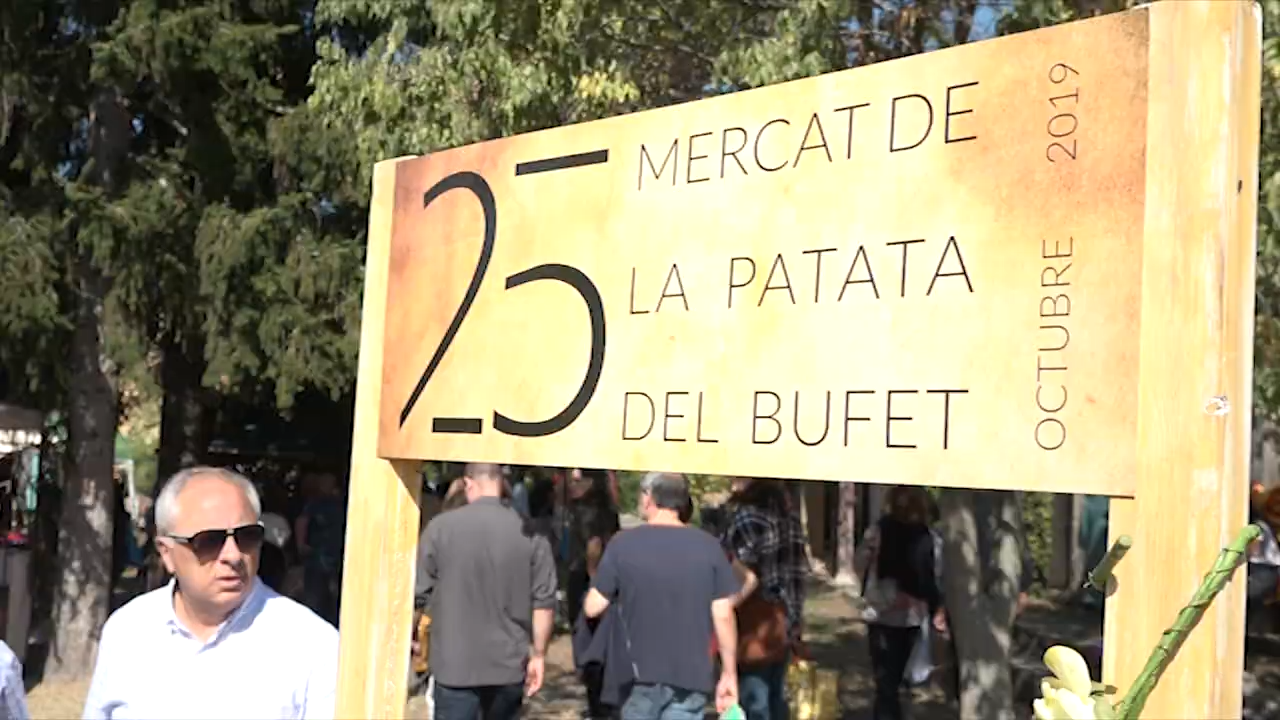 25
MERCAT DE
LA PATATA
DEL BUFET
OCTUBRE 2019